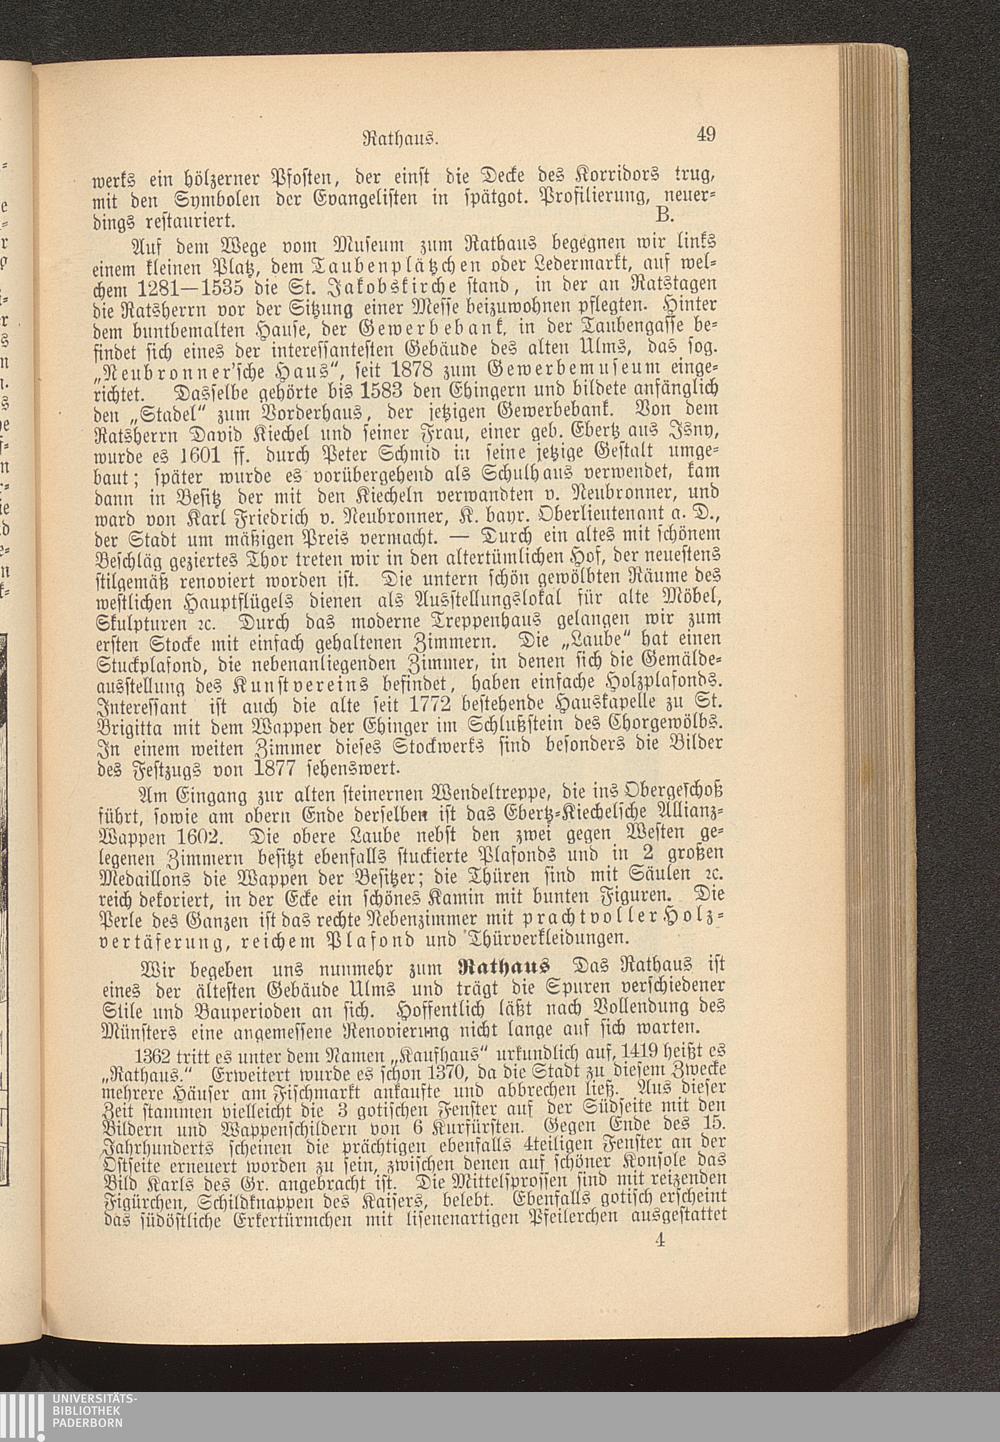 Rathaus. 49
werks ein hölzerner Pfosten, der einst die Decke des Korridors trug,
mit den Symbolen der Evangelisten in spätgot. Profilierung, neuer-
dings restauriert. B.
Auf dem Wege vom Museum zum Rathaus begegnen wir links
einem kleinen Platz, dem Taubenplätzchen oder Ledermarkt, auf wel-
chem 1281—1535 die St. Jakobskirche stand, in der an Ratstagen
die Ratsherrn vor der Sitzung einer Messe beizuwohnen pflegten. Hinter
dem buntbemalten Hause, der Gewerbebank, in der Taubengasse be-
findet sich eines der interessantesten Gebäude des alten Ulms, das sog.
„Neubronner'sche Haus“, seit 1878 zum Gewerbemuseum einge-
richtet. Dasselbe gehörte bis 1583 den Ehingern und bildete anfänglich
den „Stadel“ zum Vorderhaus, der jetzigen Gewerbebank. Von dem
Ratsherrn David Kiechel und seiner Frau, einer geb. Ebertz aus Isny,
wurde es 1601 ff. durch Peter Schmid in seine jetzige Gestalt umge-
baut; später wurde es vorübergehend als Schulhaus verwendet, kam
dann in Besitz der mit den Kiecheln verwandten v. Neubronner, und
ward von Karl Friedrich v. Neubronner, K. bayr. Oberlieutenant a. D.,
der Stadt um mäßigen Preis vermacht. — Durch ein altes mit schönem
Beschläg geziertes Thor treten wir in den altertümlichen Hof, der neuestens
stilgemäß renoviert worden ist. Die untern schön gewölbten Räume des
westlichen Hauptflügels dienen als Ausstellungslokal für alte Möbel,
Skulpturen ꝛc. Durch das moderne Treppenhaus gelangen wir zum
ersten Stocke mit einfach gehaltenen Zimmern. Die „Laube“ hat einen
Stuckplafond, die nebenanliegenden Zimmer, in denen sich die Gemälde-
ausstellung des Kunstvereins befindet, haben einfache Holzplafonds.
Interessant ist auch die alte seit 1772 bestehende Hauskapelle zu St.
Brigitta mit dem Wappen der Ehinger im Schlußstein des Chorgewölbs.
In einem weiten Zimmer dieses Stockwerks sind besonders die Bilder
des Festzugs von 1877 sehenswert.
Am Eingang zur alten steinernen Wendeltreppe, die ins Obergeschoß
führt, sowie am obern Ende derselben ist das Ebertz-Kiechelsche Allianz-
Wappen 1602. Die obere Laube nebst den zwei gegen Westen ge-
legenen Zimmern besitzt ebenfalls stuckierte Plafonds und in 2 großen
Medaillons die Wappen der Besitzer; die Thüren sind mit Säulen ꝛc.
reich dekoriert, in der Ecke ein schönes Kamin mit bunten Figuren. Die
Perle des Ganzen ist das rechte Nebenzimmer mit prachtvoller Holz-
vertäferung, reichem Plafond und Thürverkleidungen.
Wir begeben uns nunmehr zum Rathaus Das Rathaus ist
eines der ältesten Gebäude Ulms und trägt die Spuren verschiedener
Stile und Bauperioden an sich. Hoffentlich läßt nach Vollendung des
Münsters eine angemessene Renovierung nicht lange auf sich warten.
1362 tritt es unter dem Namen „Kaufhaus“ urkundlich auf, 1419 heißt es
„Rathaus.“ Erweitert wurde es schon 1370, da die Stadt zu diesem Zwecke
mehrere Häuser am Fischmarkt ankaufte und abbrechen ließ. Aus dieser
Zeit stammen vielleicht die 3 gotischen Fenster auf der Südseite mit den
Bildern und Wappenschildern von 6 Kurfürsten. Gegen Ende des 15.
Jahrhunderts scheinen die prächtigen ebenfalls 4teiligen Fenster an der
Ostseite erneuert worden zu sein, zwischen denen auf schöner Konsole das
Bild Karls des Gr. angebracht ist. Die Mittelsprossen sind mit reizenden
Figürchen, Schildknappen des Kaisers, belebt. Ebenfalls gotisch erscheint
das südöstliche Erkertürmchen mit lisenenartigen Pfeilerchen ausgestattet
4
UNIVERSITÄTS-
BIBLIOTHEK
PADERBORN